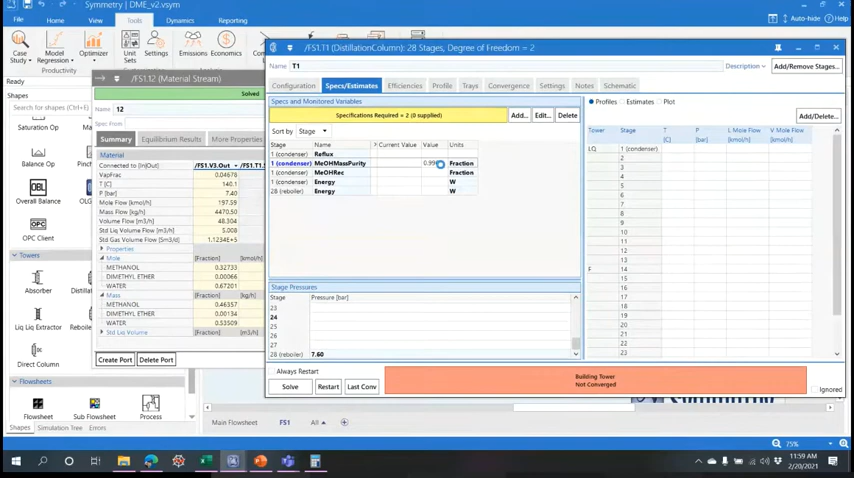 Symmetry | DME_v2.sym
File
Home
View
Tools
Dynamics
Reporting
Auto-hide
Help
Case Study
Model Regression
Optimizer
Unit Sets
Settings
Emissions
Economics
Productivity
Ready
Shapes
Search for shapes (Ctrl+F)
Saturation Op
Overall Balance
OBL
OPC Client
OPC
Towers
Absorber
Liq Liq Extractor
Direct Column
Flowsheets
Flowsheet
Sub Flowsheet
Process
Shapes
Simulation Tree
Errors
/FS1.12 (Material Stream)
Solved
Name 12
Spec From
Summary
Equilibrium Results
More Properties
Material
Connected to [In|Out] /FS1.V3.Out /FS1.T1.
VapFrac 0.04678
T [C] 140.1
P [bar] 7.40
Mole Flow [kmol/h] 197.59
Mass Flow [kg/h] 4470.50
Volume Flow [m3/h] 48.304
Std Liq Volume Flow [m3/h] 5.008
Std Gas Volume Flow [Sm3/d] 1.1234E+5
Properties
Mole [Fraction] [kmol/h]
METHANOL 0.32733
DIMETHYL ETHER 0.00066
WATER 0.67201
Mass [Fraction] [kg/h]
METHANOL 0.46357
DIMETHYL ETHER 0.00134
WATER 0.53509
Std Liq Volume [Fraction] [m3/h]
Create Port
Delete Port
/FS1.T1 (DistillationColumn): 28 Stages, Degree of Freedom = 2
Name T1
Description
Add/Remove Stages...
Configuration
Specs/Estimates
Efficiencies
Profile
Trays
Convergence
Settings
Notes
Schematic
Specs and Monitored Variables
Specifications Required = 2 (0 supplied)
Add...
Edit...
Delete
Sort by Stage
Stage Name Current Value Value Units
1 (condenser) Reflux
1 (condenser) MeOHMassPurity Fraction
1 (condenser) MeOHRec Fraction
1 (condenser) Energy W
28 (reboiler) Energy W
Stage Pressures
Stage Pressure [bar]
23
24
25
26
27
28 (reboiler) 7.60
Always Restart
Solve
Restart
Last Conv
Building Tower
Not Converged
Ignored
Profiles
Estimates
Plot
Add/Delete...
Tower Stage T [C] P [bar] L Mole Flow [kmol/h] V Mole Flow [kmol/h]
LQ 1 (condenser)
2
3
4
5
6
7
8
9
10
11
12
13
F 14
15
16
17
18
19
20
21
22
23
Main Flowsheet
FS1
All
75%
11:59 AM
2/20/2021